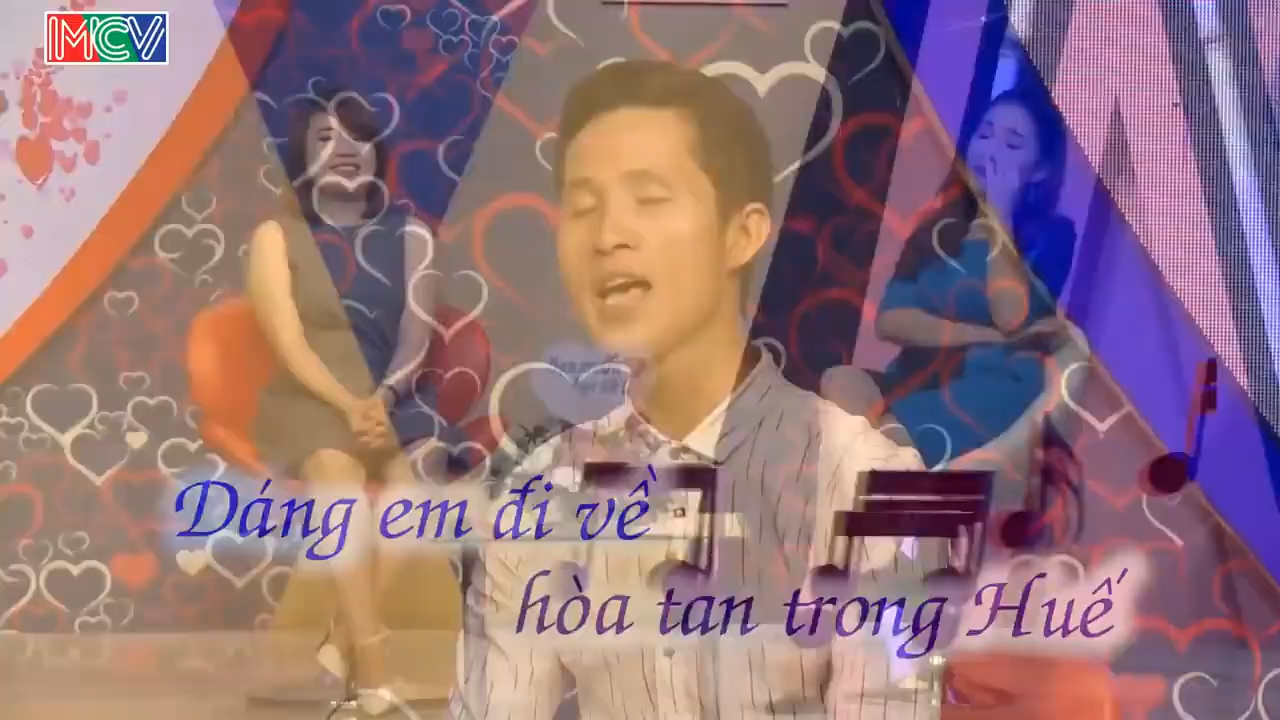 MCV
Dáng em đi về
hòa tan trong Huế